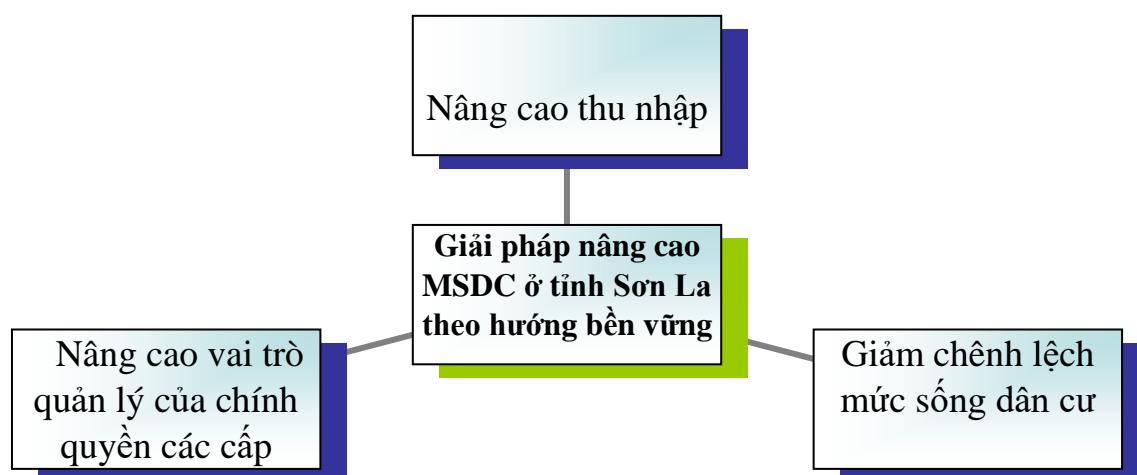 Nâng cao thu nhập
Giải pháp nâng cao
MSDC ở tỉnh Sơn La
theo hướng bền vững
Nâng cao vai trò
quản lý của chính
quyền các cấp
Giảm chênh lệch
mức sống dân cư